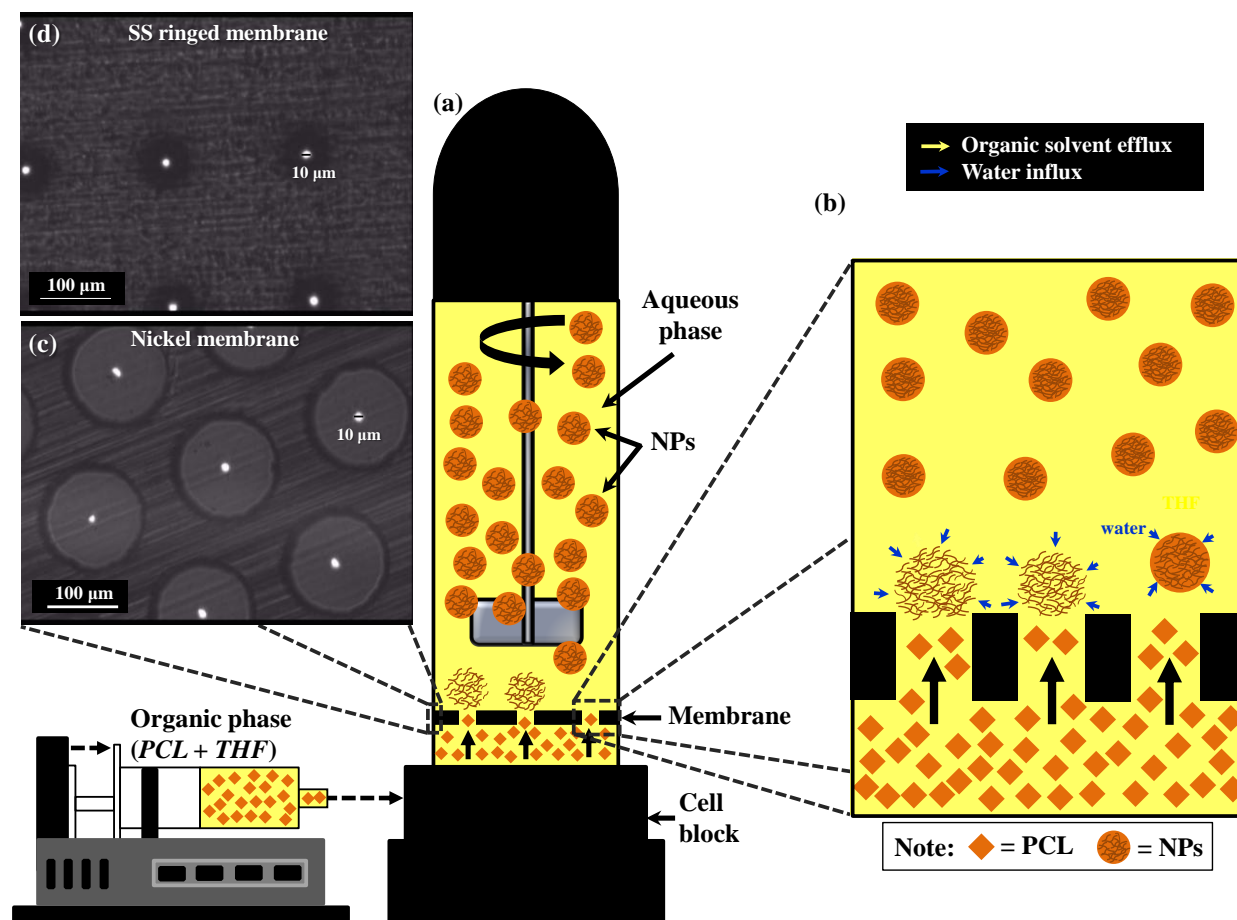 (d)
SS ringed membrane
10 µm
100 µm
(c)
Nickel membrane
10 µm
100 µm
(a)
Aqueous
phase
NPs
Membrane
Cell
block
Organic phase
(PCL + THF)
Organic solvent efflux
Water influx
(b)
THF
water
Note: = PCL = NPs